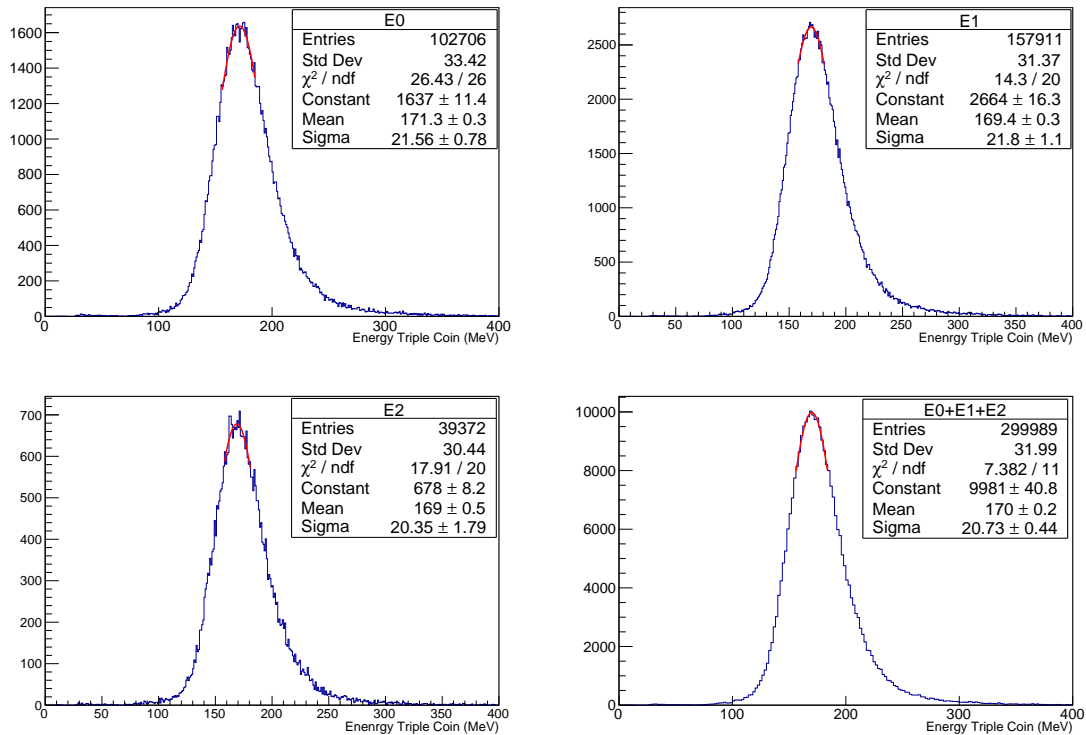 E0
Entries 102706
Std Dev 33.42
χ² / ndf 26.43 / 26
Constant 1637 ± 11.4
Mean 171.3 ± 0.3
Sigma 21.56 ± 0.78
1600
1400
1200
1000
800
600
400
200
0
0 100 200 300 400
Enenrgy Triple Coin (MeV)
E1
Entries 157911
Std Dev 31.37
χ² / ndf 14.3 / 20
Constant 2664 ± 16.3
Mean 169.4 ± 0.3
Sigma 21.8 ± 1.1
2500
2000
1500
1000
500
0
0 50 100 150 200 250 300 350 400
Enenrgy Triple Coin (MeV)
E2
Entries 39372
Std Dev 30.44
χ² / ndf 17.91 / 20
Constant 678 ± 8.2
Mean 169 ± 0.5
Sigma 20.35 ± 1.79
700
600
500
400
300
200
100
0
0 50 100 150 200 250 300 350 400
Enenrgy Triple Coin (MeV)
E0+E1+E2
Entries 299989
Std Dev 31.99
χ² / ndf 7.382 / 11
Constant 9981 ± 40.8
Mean 170 ± 0.2
Sigma 20.73 ± 0.44
10000
8000
6000
4000
2000
0
0 100 200 300 400
Enenrgy Triple Coin (MeV)